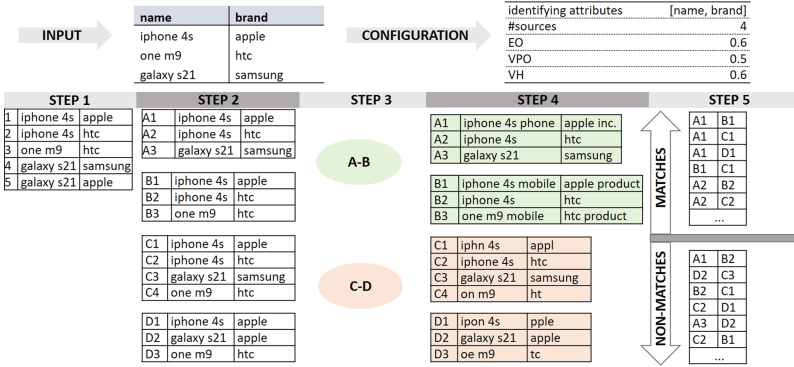 INPUT
name brand
iphone 4s apple
one m9 htc
galaxy s21 samsung
CONFIGURATION
identifying attributes [name, brand]
#sources 4
EO 0.6
VPO 0.5
VH 0.6
STEP 1
1 iphone 4s apple
2 iphone 4s htc
3 one m9 htc
4 galaxy s21 samsung
5 galaxy s21 apple
STEP 2
A1 iphone 4s apple
A2 iphone 4s htc
A3 galaxy s21 samsung
B1 iphone 4s apple
B2 iphone 4s htc
B3 one m9 htc
C1 iphone 4s apple
C2 iphone 4s htc
C3 galaxy s21 samsung
C4 one m9 htc
D1 iphone 4s apple
D2 galaxy s21 apple
D3 one m9 htc
STEP 3
A-B
C-D
STEP 4
A1 iphone 4s phone apple inc.
A2 iphone 4s htc
A3 galaxy s21 samsung
B1 iphone 4s mobile apple product
B2 iphone 4s htc
B3 one m9 mobile htc product
C1 iphn 4s appl
C2 iphone 4s htc
C3 galaxy s21 samsung
C4 on m9 ht
D1 ipon 4s pple
D2 galaxy s21 apple
D3 oe m9 tc
STEP 5
MATCHES
A1 B1
A1 C1
A1 D1
B1 C1
A2 B2
A2 C2
...
NON-MATCHES
A1 B2
D2 C3
B2 C1
C2 D1
A3 D2
C2 B1
...